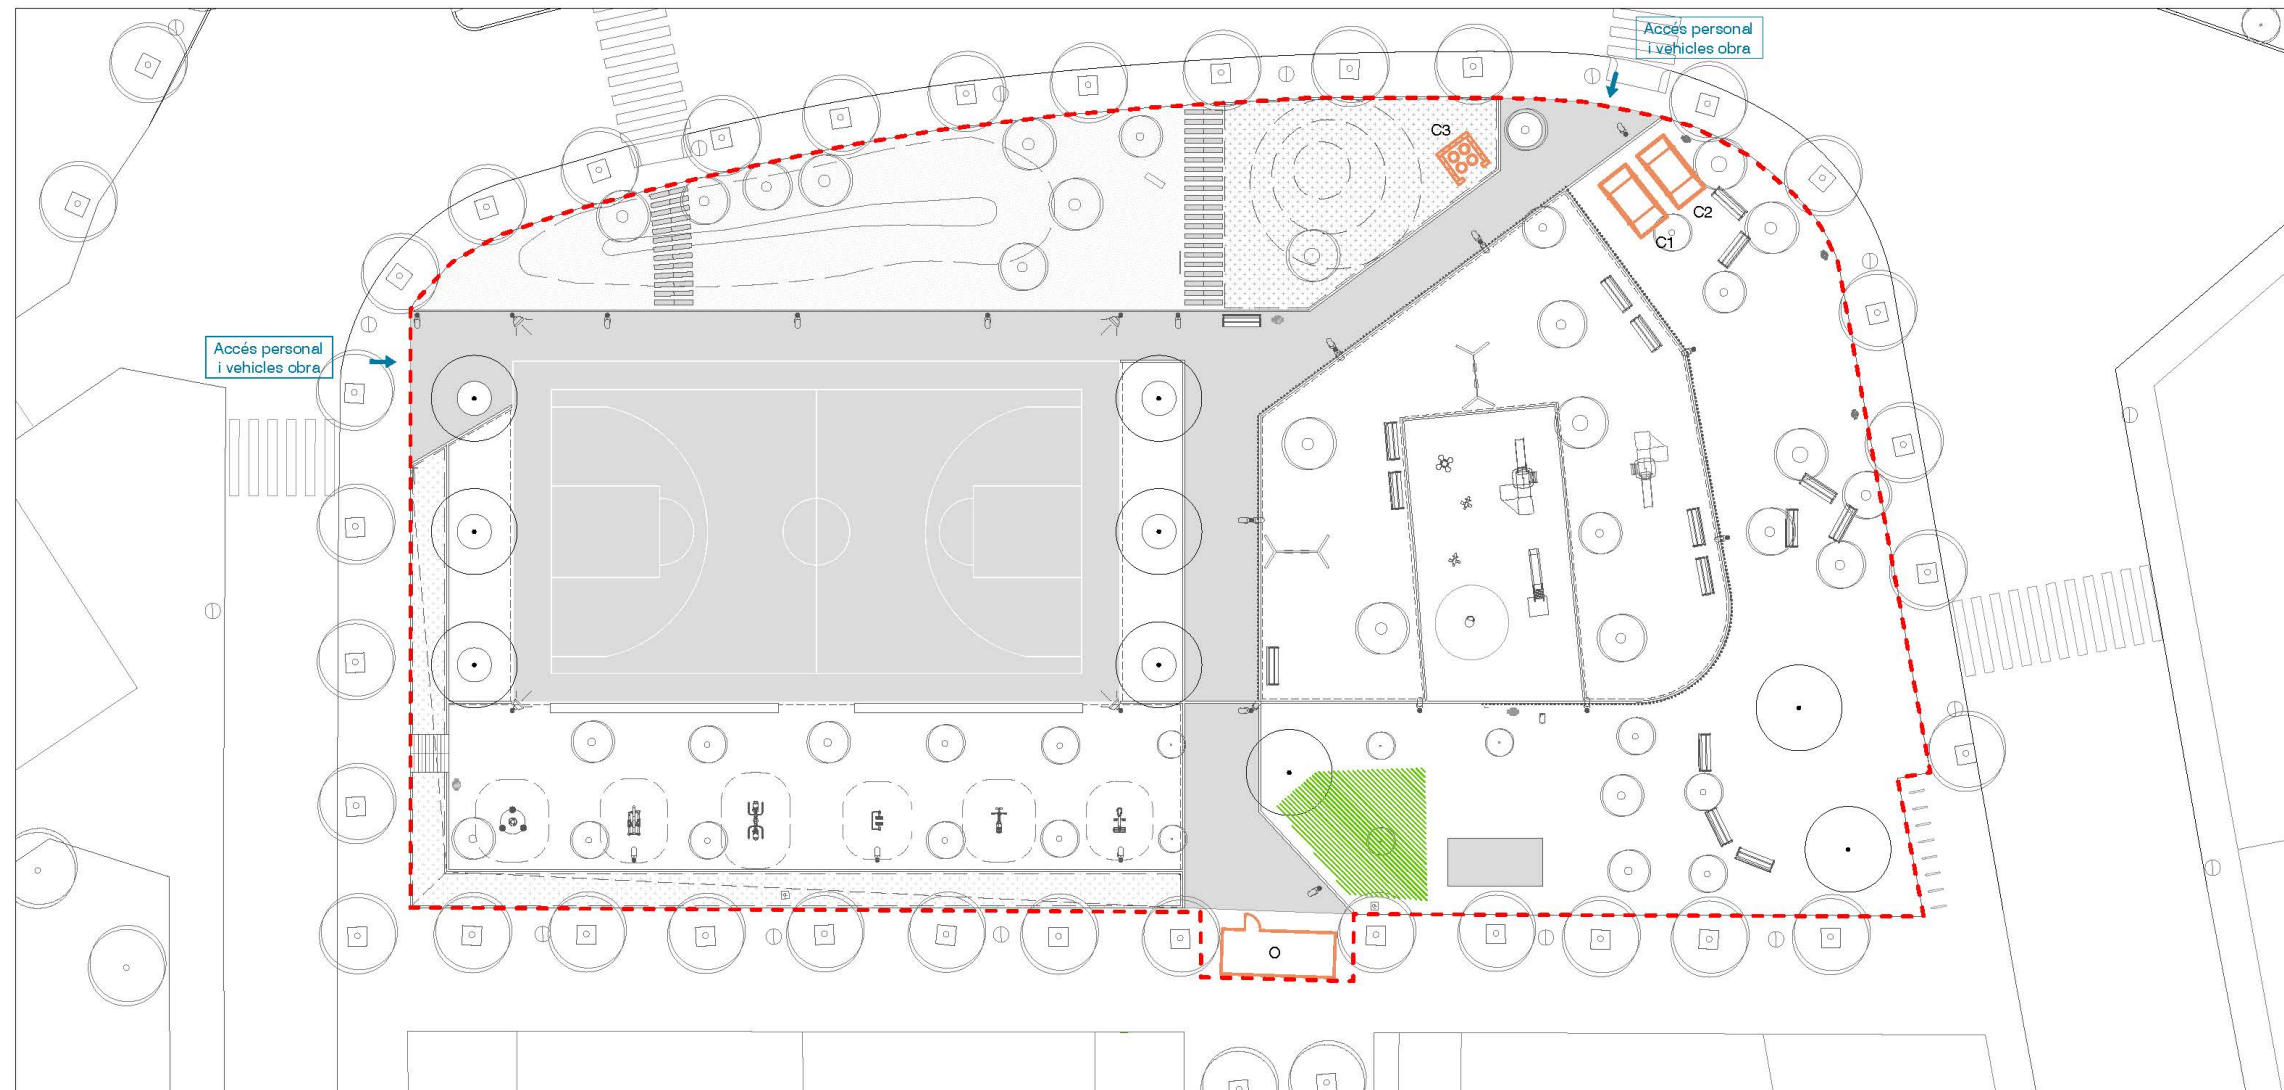 Accés personal
i vehicles obra
C3
C2
C1
Accés personal
i vehicles obra
O